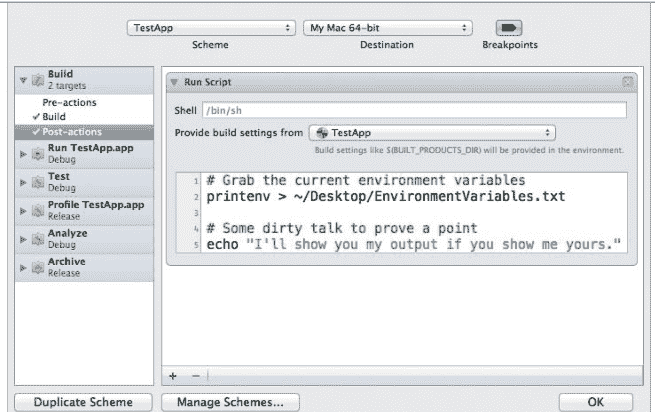 TestApp
My Mac 64-bit
Scheme
Destination
Breakpoints
Build
2 targets
Pre-actions
Build
Post-actions
Run TestApp.app
Debug
Test
Debug
Profile TestApp.app
Release
Analyze
Debug
Archive
Release
Run Script
Shell /bin/sh
Provide build settings from TestApp
Build settings like $(BUILT_PRODUCTS_DIR) will be provided in the environment.
1 # Grab the current environment variables
2 printenv > ~/Desktop/EnvironmentVariables.txt
3
4 # Some dirty talk to prove a point
5 echo "I'll show you my output if you show me yours."
+ −
Duplicate Scheme
Manage Schemes...
OK